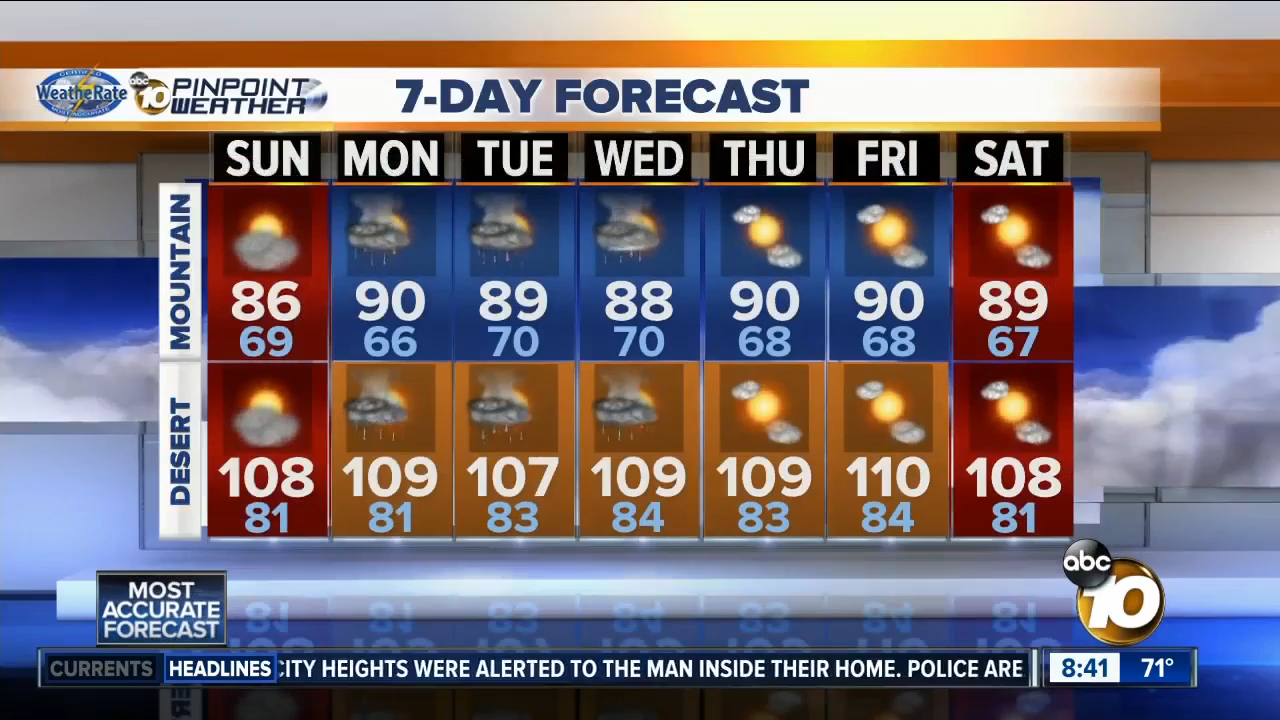 CERTIFIED
WeatheRate
MOST ACCURATE
abc
10
PINPOINT
WEATHER
7-DAY FORECAST
SUN MON TUE WED THU FRI SAT
MOUNTAIN
86 90 89 88 90 90 89
69 66 70 70 68 68 67
DESERT
108 109 107 109 109 110 108
81 81 83 84 83 84 81
MOST
ACCURATE
FORECAST
abc
10
CURRENTS HEADLINES CITY HEIGHTS WERE ALERTED TO THE MAN INSIDE THEIR HOME. POLICE ARE 8:41 71°